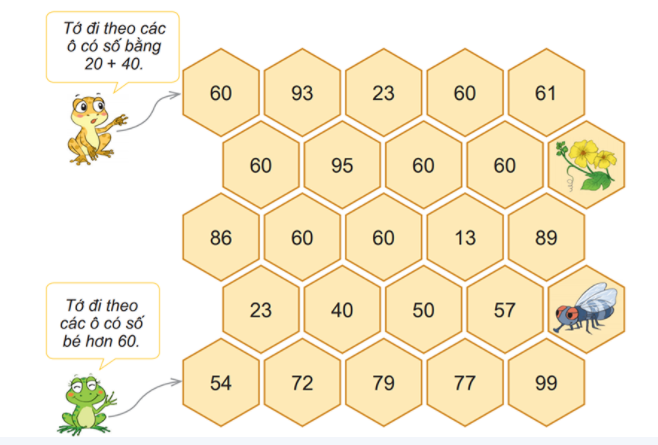 Tớ đi theo các
ô có số bằng
20 + 40.
60 93 23 60 61
60 95 60 60
86 60 60 13 89
23 40 50 57
Tớ đi theo
các ô có số
bé hơn 60.
54 72 79 77 99